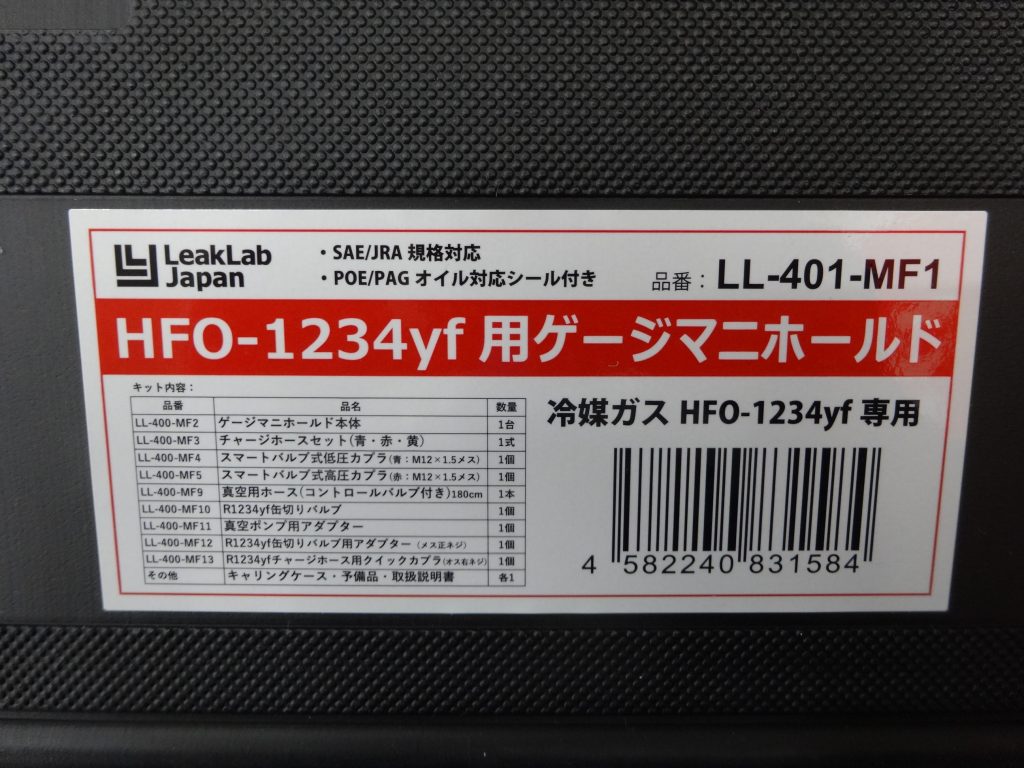 LeakLab
Japan
・SAE/JRA 規格対応
・POE/PAG オイル対応シール付き
品番： LL-401-MF1
HFO-1234yf 用ゲージマニホールド
キット内容：
品番 品名 数量
LL-400-MF2 ゲージマニホールド本体 1台
LL-400-MF3 チャージホースセット(青・赤・黄) 1式
LL-400-MF4 スマートバルブ式低圧カプラ(青：M12×1.5メス) 1個
LL-400-MF5 スマートバルブ式高圧カプラ(赤：M12×1.5メス) 1個
LL-400-MF9 真空用ホース(コントロールバルブ付き)180cm 1本
LL-400-MF10 R1234yf缶切りバルブ 1個
LL-400-MF11 真空ポンプ用アダプター 1個
LL-400-MF12 R1234yf缶切りバルブ用アダプター (メス正ネジ) 1個
LL-400-MF13 R1234yfチャージホース用クイックカプラ(オス右ネジ) 1個
その他 キャリングケース・予備品・取扱説明書 各1
冷媒ガス HFO-1234yf 専用
4 582240 831584